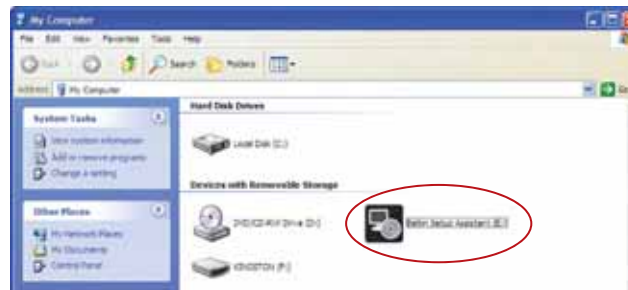 My Computer
File Edit View Favorites Tools Help
Back Search Folders
Address My Computer Go
Hard Disk Drives
System Tasks
View system information
Local Disk (C:)
Add or remove programs
Change a setting
Devices with Removable Storage
Other Places
DVD/CD-RW Drive (D:)
Belkin Setup Assistant (E:)
My Network Places
My Documents
Control Panel
KINGSTON (F:)